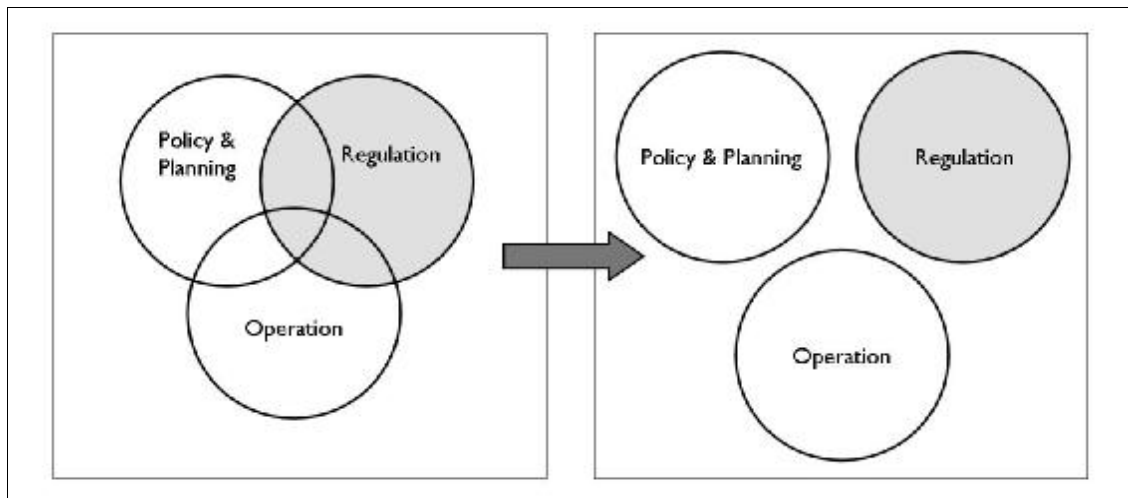 Policy &
Planning
Regulation
Operation
Policy & Planning
Regulation
Operation